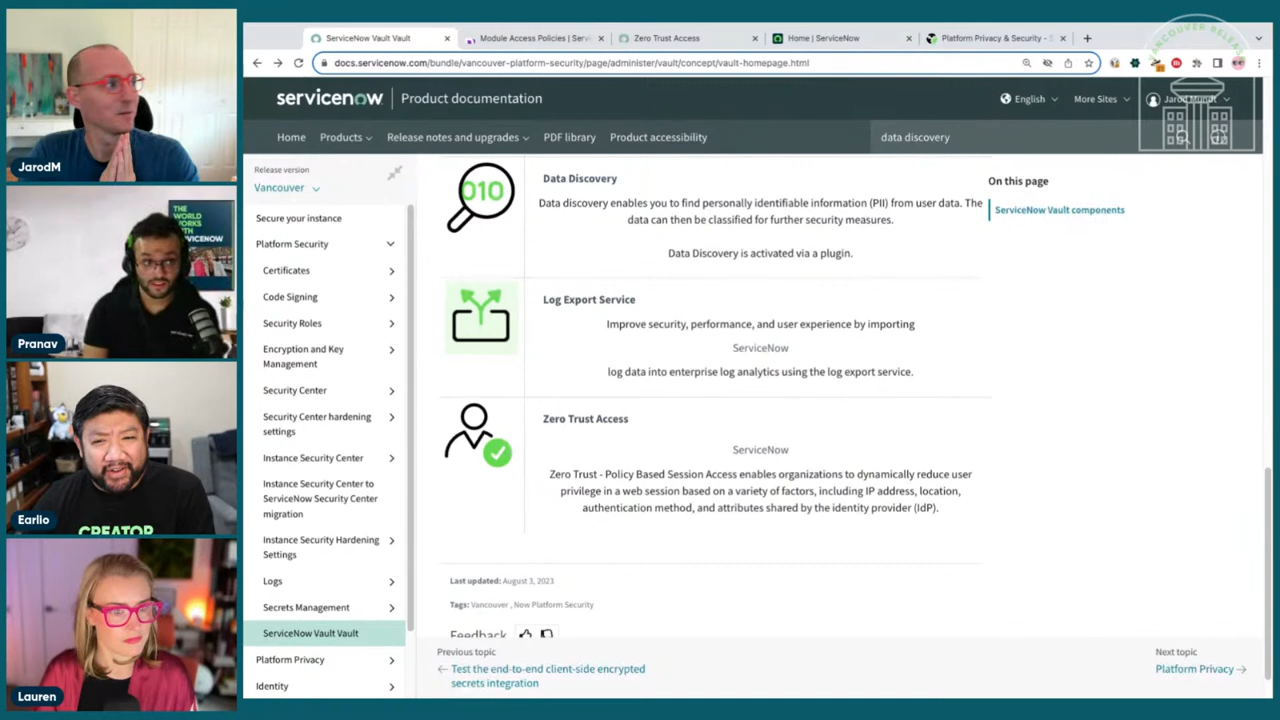 JarodM
THE
WORLD
WORKS
WITH
SERVICENOW
Pranav
CREATOR
Earlio
Lauren
ServiceNow Vault Vault
Module Access Policies | Serv
Zero Trust Access
Home | ServiceNow
Platform Privacy & Security - S
docs.servicenow.com/bundle/vancouver-platform-security/page/administer/vault/concept/vault-homepage.html
VANCOUVER RELEASE
servicenow
Product documentation
English
More Sites
Jarod Mundt
Home
Products
Release notes and upgrades
PDF library
Product accessibility
data discovery
Release version
Vancouver
Secure your instance
Platform Security
Certificates
Code Signing
Security Roles
Encryption and Key
Management
Security Center
Security Center hardening
settings
Instance Security Center
Instance Security Center to
ServiceNow Security Center
migration
Instance Security Hardening
Settings
Logs
Secrets Management
ServiceNow Vault Vault
Platform Privacy
Identity
010
Data Discovery
Data discovery enables you to find personally identifiable information (PII) from user data. The
data can then be classified for further security measures.
Data Discovery is activated via a plugin.
Log Export Service
Improve security, performance, and user experience by importing
ServiceNow
log data into enterprise log analytics using the log export service.
Zero Trust Access
ServiceNow
Zero Trust - Policy Based Session Access enables organizations to dynamically reduce user
privilege in a web session based on a variety of factors, including IP address, location,
authentication method, and attributes shared by the identity provider (IdP).
Last updated: August 3, 2023
Tags: Vancouver , Now Platform Security
Feedback
Previous topic
Test the end-to-end client-side encrypted
secrets integration
Next topic
Platform Privacy
On this page
ServiceNow Vault components